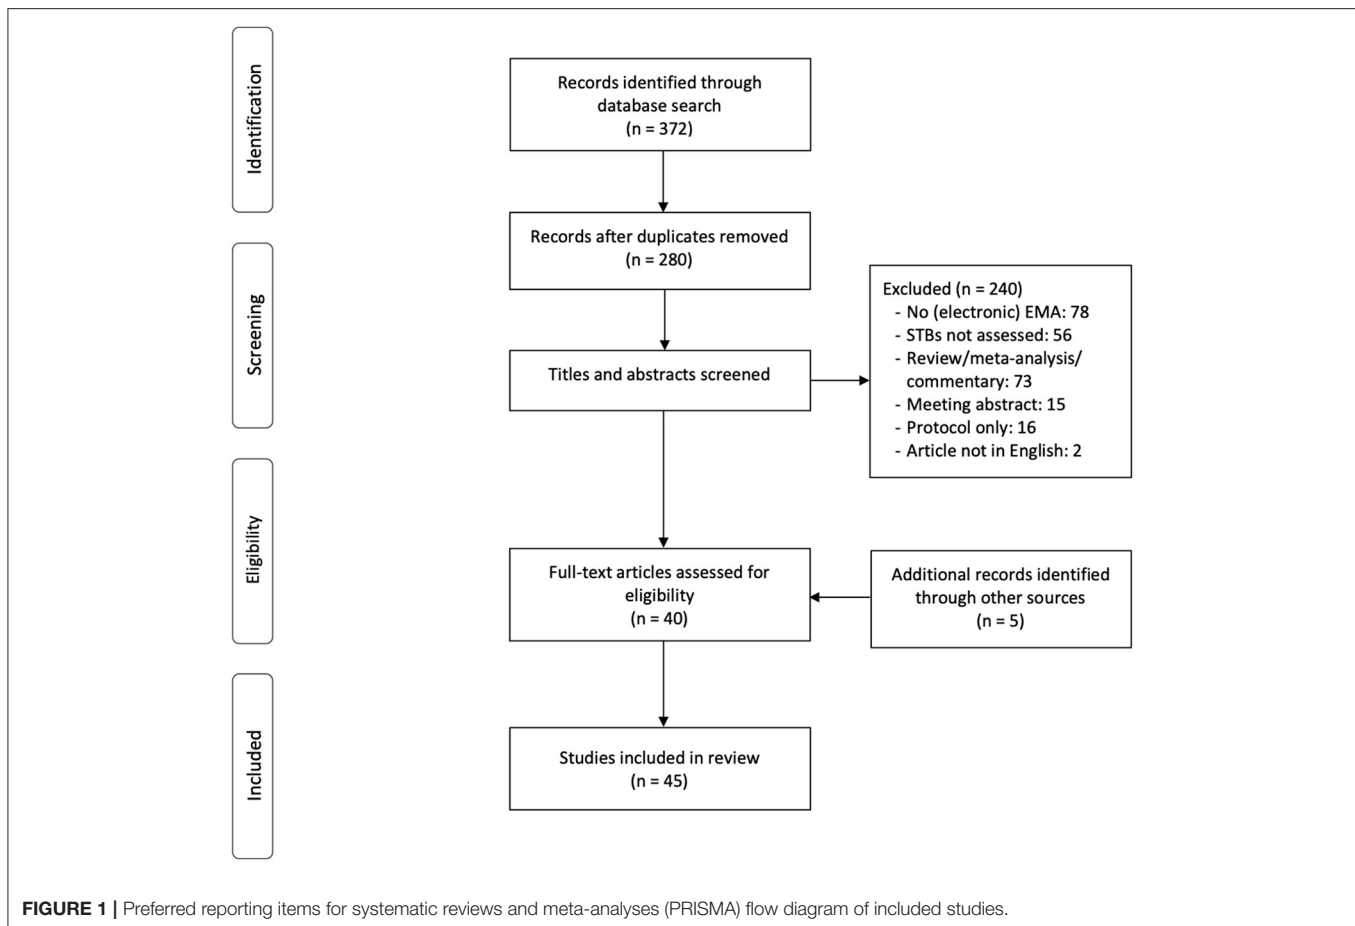 Identification
Records identified through
database search
(n = 372)
Records after duplicates removed
(n = 280)
Screening
Titles and abstracts screened
Excluded (n = 240)
- No (electronic) EMA: 78
- STBs not assessed: 56
- Review/meta-analysis/
commentary: 73
- Meeting abstract: 15
- Protocol only: 16
- Article not in English: 2
Eligibility
Full-text articles assessed for
eligibility
(n = 40)
Additional records identified
through other sources
(n = 5)
Included
Studies included in review
(n = 45)
FIGURE 1 | Preferred reporting items for systematic reviews and meta-analyses (PRISMA) flow diagram of included studies.